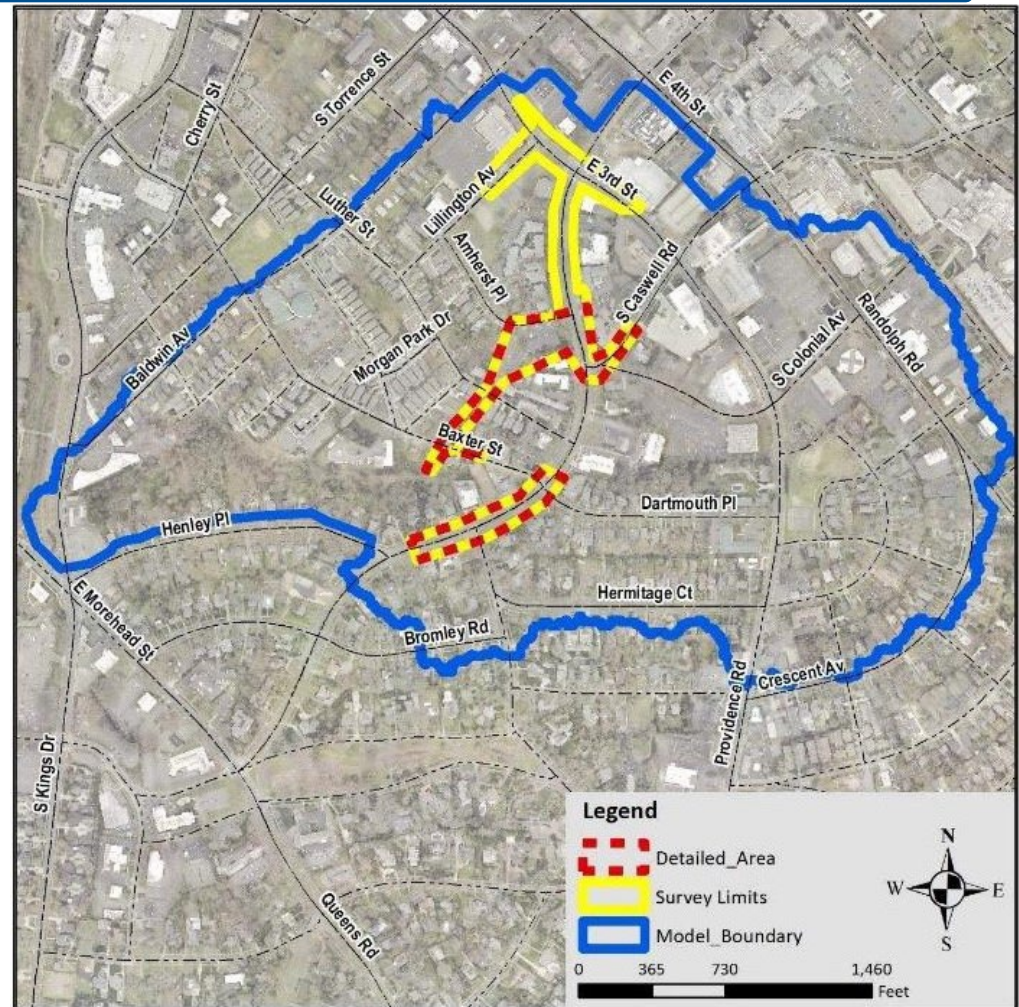 E 4th St
S Torrence St
Cherry St
E 3rd St
Lillington Av
Luther St
Amherst Pl
S Caswell Rd
Randolph Rd
S Colonial Av
Morgan Park Dr
Baldwin Av
Baxter St
Dartmouth Pl
Henley Pl
Hermitage Ct
E Morehead St
Bromley Rd
Crescent Av
Providence Rd
S Kings Dr
Queens Rd
Legend
Detailed_Area
Survey Limits
Model_Boundary
N
W E
S
0 365 730 1,460
Feet